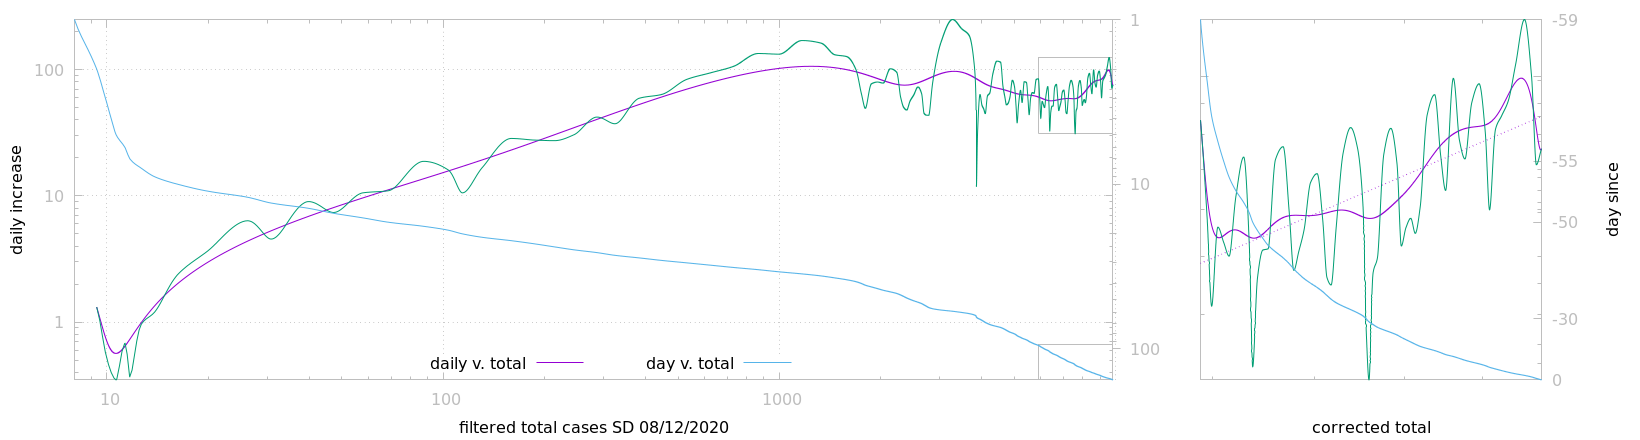 daily increase
100
10
1
daily v. total
day v. total
10
100
1000
filtered total cases SD 08/12/2020
1
10
100
-59
-55
-50
-30
0
day since
corrected total